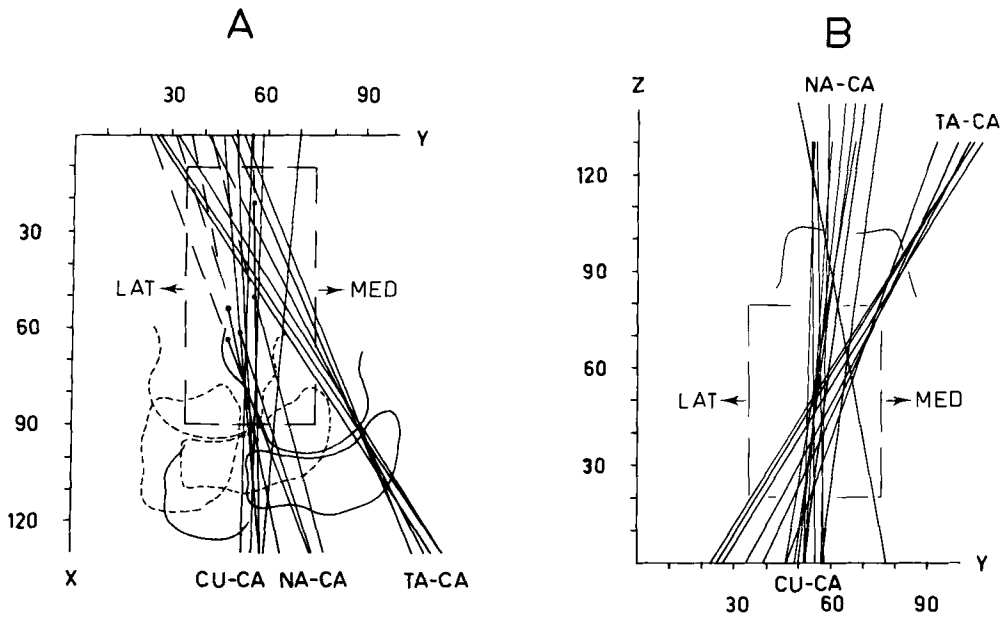 A
B
30 60 90
Y
30
60
90
120
X
LAT
MED
CU-CA NA-CA TA-CA
Z
NA-CA
TA-CA
120
90
60
30
LAT
MED
Y
CU-CA
30 60 90